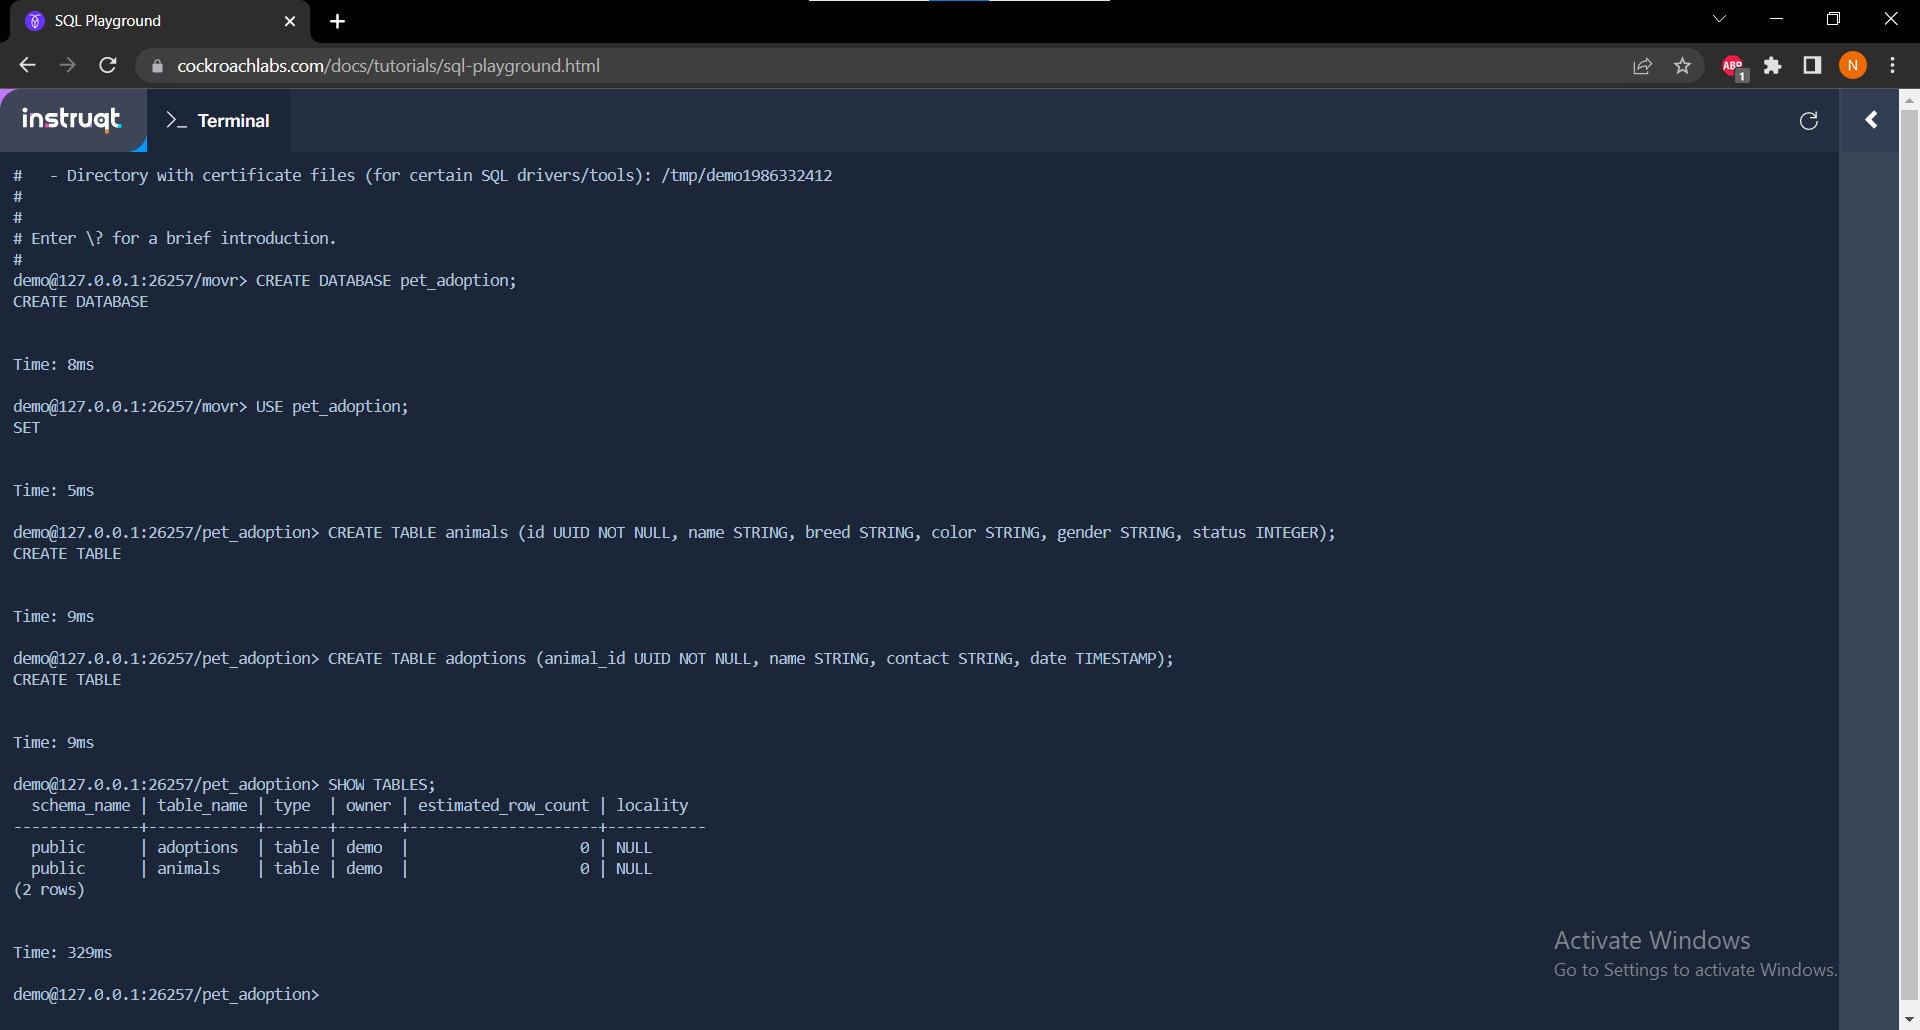 SQL Playground
cockroachlabs.com/docs/tutorials/sql-playground.html
ABP
1
N
instruqt.
>_ Terminal
#   - Directory with certificate files (for certain SQL drivers/tools): /tmp/demo1986332412
#
#
# Enter \? for a brief introduction.
#
demo@127.0.0.1:26257/movr> CREATE DATABASE pet_adoption;
CREATE DATABASE
Time: 8ms
demo@127.0.0.1:26257/movr> USE pet_adoption;
SET
Time: 5ms
demo@127.0.0.1:26257/pet_adoption> CREATE TABLE animals (id UUID NOT NULL, name STRING, breed STRING, color STRING, gender STRING, status INTEGER);
CREATE TABLE
Time: 9ms
demo@127.0.0.1:26257/pet_adoption> CREATE TABLE adoptions (animal_id UUID NOT NULL, name STRING, contact STRING, date TIMESTAMP);
CREATE TABLE
Time: 9ms
demo@127.0.0.1:26257/pet_adoption> SHOW TABLES;
  schema_name | table_name | type  | owner | estimated_row_count | locality
--------------+------------+-------+-------+---------------------+-----------
  public      | adoptions  | table | demo  |                   0 | NULL
  public      | animals    | table | demo  |                   0 | NULL
(2 rows)
Time: 329ms
demo@127.0.0.1:26257/pet_adoption>
Activate Windows
Go to Settings to activate Windows.